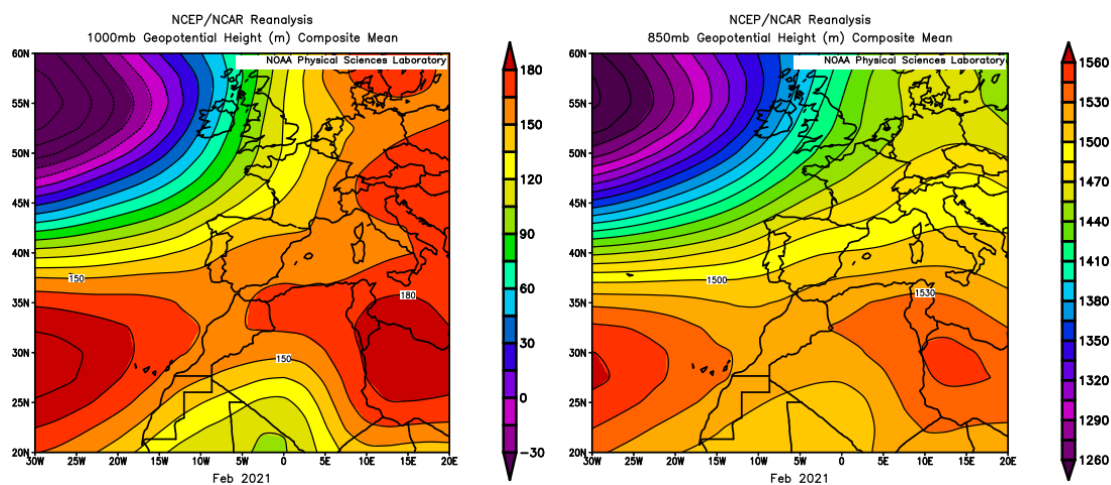 NCEP/NCAR Reanalysis
1000mb Geopotential Height (m) Composite Mean
NOAA Physical Sciences Laboratory
60N
55N
50N
45N
40N
35N
30N
25N
20N
30W 25W 20W 15W 10W 5W 0 5E 10E 15E 20E
Feb 2021
150
180
150
180
150
120
90
60
30
0
−30
NCEP/NCAR Reanalysis
850mb Geopotential Height (m) Composite Mean
NOAA Physical Sciences Laboratory
60N
55N
50N
45N
40N
35N
30N
25N
20N
30W 25W 20W 15W 10W 5W 0 5E 10E 15E 20E
Feb 2021
1500
1530
1560
1530
1500
1470
1440
1410
1380
1350
1320
1290
1260